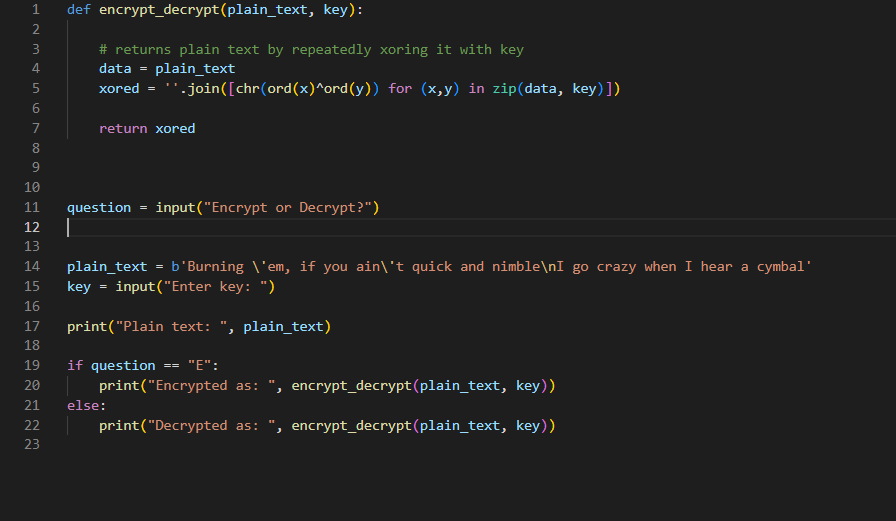 1 def encrypt_decrypt(plain_text, key):
2
3     # returns plain text by repeatedly xoring it with key
4     data = plain_text
5     xored = ''.join([chr(ord(x)^ord(y)) for (x,y) in zip(data, key)])
6
7     return xored
8
9
10
11 question = input("Encrypt or Decrypt?")
12
13
14 plain_text = b'Burning \'em, if you ain\'t quick and nimble\nI go crazy when I hear a cymbal'
15 key = input("Enter key: ")
16
17 print("Plain text: ", plain_text)
18
19 if question == "E":
20     print("Encrypted as: ", encrypt_decrypt(plain_text, key))
21 else:
22     print("Decrypted as: ", encrypt_decrypt(plain_text, key))
23